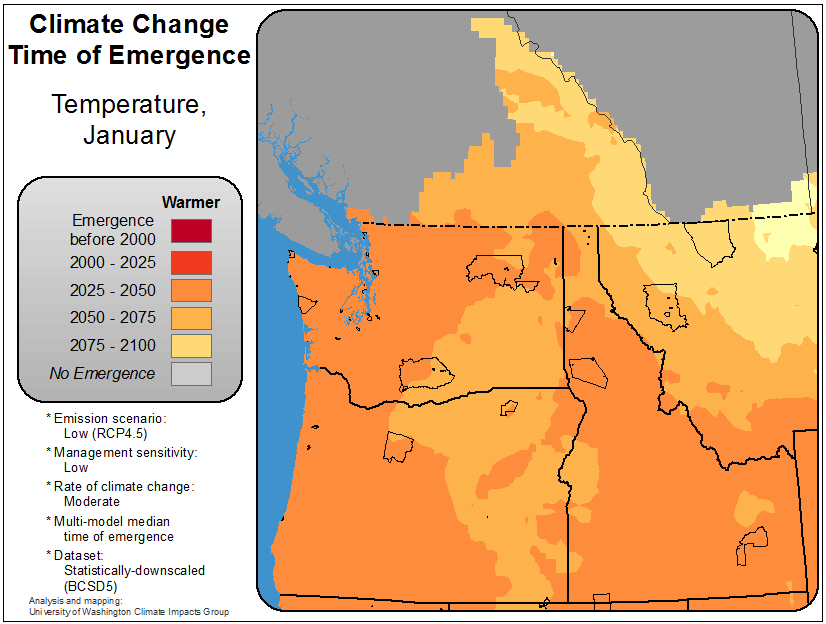 Climate Change
Time of Emergence
Temperature,
January
Warmer
Emergence
before 2000
2000 - 2025
2025 - 2050
2050 - 2075
2075 - 2100
No Emergence
* Emission scenario:
Low (RCP4.5)
* Management sensitivity:
Low
* Rate of climate change:
Moderate
* Multi-model median
time of emergence
* Dataset:
Statistically-downscaled
(BCSD5)
Analysis and mapping:
University of Washington Climate Impacts Group